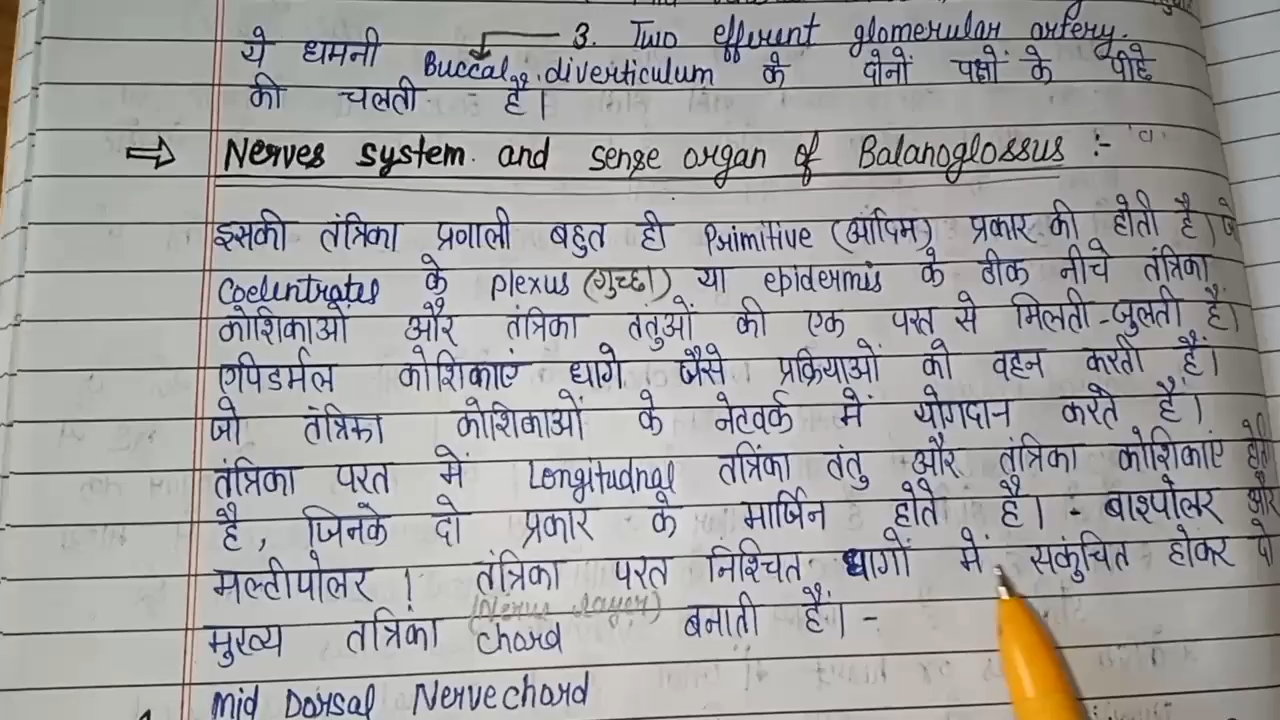 3. Two efferent glomerular artery.
ये धमनी Buccal diverticulum के दोनों पक्षों के पीछे
की चलती है।
⇒ Nerves system and sense organ of Balanoglossus :-
इसकी तंत्रिका प्रणाली बहुत ही Primitive (आदिम) प्रकार की होती है। जो
Coelentrates के plexus (गुच्छा) या epidermis के ठीक नीचे तंत्रिका
कोशिकाओं और तंत्रिका तंतुओं की एक परत से मिलती-जुलती है।
एपिडर्मल कोशिकाएं धागे जैसे प्रक्रियाओं को वहन करती हैं।
जो तंत्रिका कोशिकाओं के नेटवर्क में योगदान करते हैं।
तंत्रिका परत में Longitudnal तंत्रिंका तंतु और तंत्रिका कोशिकाएं होती
है, जिनके दो प्रकार के मार्जिन होते है। - बाइपोलर और
मल्टीपोलर। तंत्रिका परत निश्चित धागों में सकुंचित होकर दो
(Nerve layer)
मुख्य तंत्रिका chord बनाती हैं। -
Mid Dorsal Nerve chord